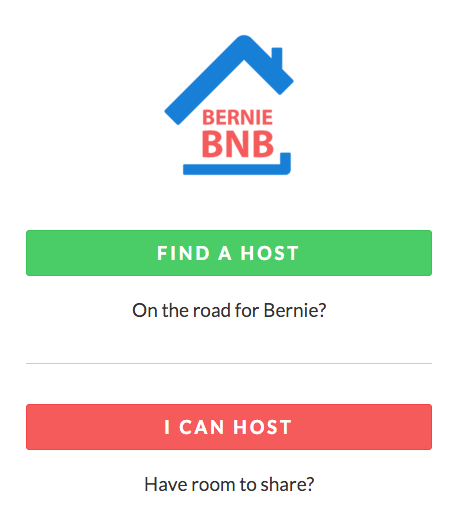 BERNIE
BNB
FIND A HOST
On the road for Bernie?
I CAN HOST
Have room to share?